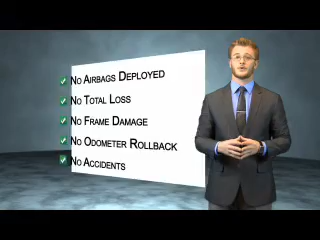 No Airbags Deployed
No Total Loss
No Frame Damage
No Odometer Rollback
No Accidents